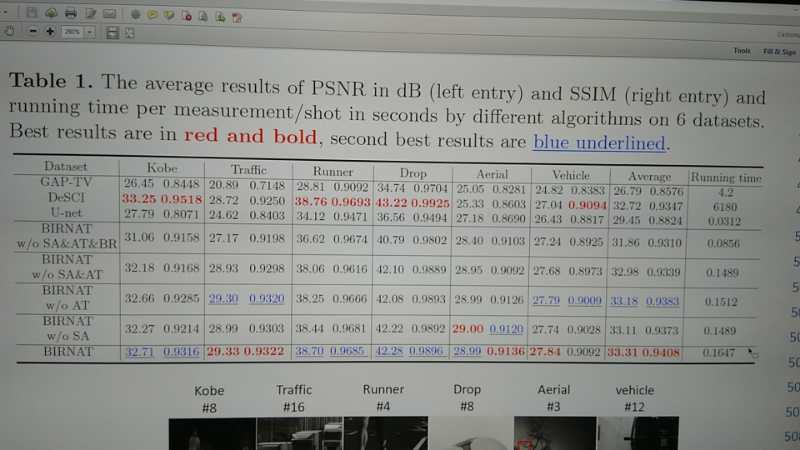 260%
Customize
Tools Fill & Sign
Table 1. The average results of PSNR in dB (left entry) and SSIM (right entry) and
running time per measurement/shot in seconds by different algorithms on 6 datasets.
Best results are in red and bold, second best results are blue underlined.
Dataset Kobe Traffic Runner Drop Aerial Vehicle Average Running time
GAP-TV 26.45 0.8448 20.89 0.7148 28.81 0.9092 34.74 0.9704 25.05 0.8281 24.82 0.8383 26.79 0.8576 4.2
DeSCI 33.25 0.9518 28.72 0.9250 38.76 0.9693 43.22 0.9925 25.33 0.8603 27.04 0.9094 32.72 0.9347 6180
U-net 27.79 0.8071 24.62 0.8403 34.12 0.9471 36.56 0.9494 27.18 0.8690 26.43 0.8817 29.45 0.8824 0.0312
BIRNAT
w/o SA&AT&BR 31.06 0.9158 27.17 0.9198 36.62 0.9674 40.79 0.9802 28.40 0.9103 27.24 0.8925 31.86 0.9310 0.0856
BIRNAT
w/o SA&AT 32.18 0.9168 28.93 0.9298 38.06 0.9616 42.10 0.9889 28.95 0.9092 27.68 0.8973 32.98 0.9339 0.1489
BIRNAT
w/o AT 32.66 0.9285 29.30 0.9320 38.25 0.9666 42.08 0.9893 28.99 0.9126 27.79 0.9009 33.18 0.9383 0.1512
BIRNAT
w/o SA 32.27 0.9214 28.99 0.9303 38.44 0.9681 42.22 0.9892 29.00 0.9120 27.74 0.9028 33.11 0.9373 0.1489
BIRNAT 32.71 0.9316 29.33 0.9322 38.70 0.9685 42.28 0.9896 28.99 0.9136 27.84 0.9092 33.31 0.9408 0.1647
Kobe Traffic Runner Drop Aerial vehicle
#8 #16 #4 #8 #3 #12